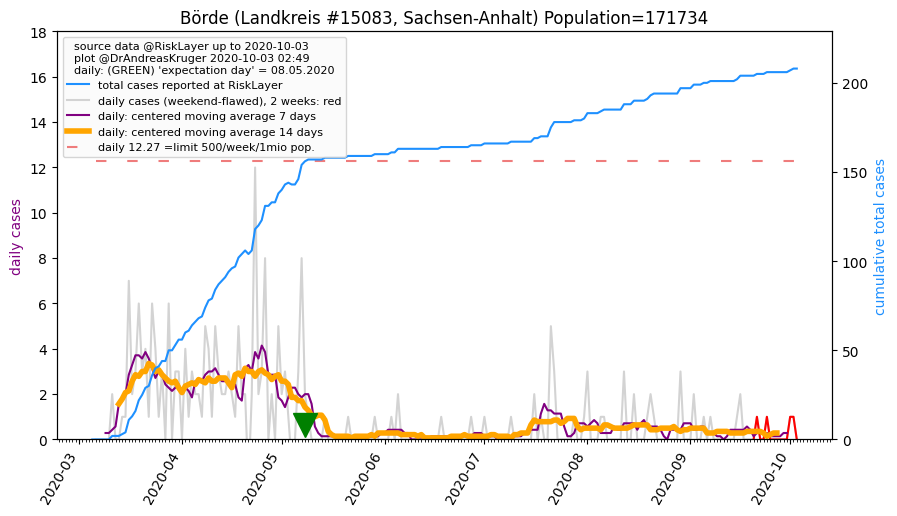 Börde (Landkreis #15083, Sachsen-Anhalt) Population=171734
source data @RiskLayer up to 2020-10-03
plot @DrAndreasKruger 2020-10-03 02:49
daily: (GREEN) 'expectation day' = 08.05.2020
total cases reported at RiskLayer
daily cases (weekend-flawed), 2 weeks: red
daily: centered moving average 7 days
daily: centered moving average 14 days
daily 12.27 =limit 500/week/1mio pop.
daily cases
18
16
14
12
10
8
6
4
2
0
cumulative total cases
200
150
100
50
0
2020-03
2020-04
2020-05
2020-06
2020-07
2020-08
2020-09
2020-10